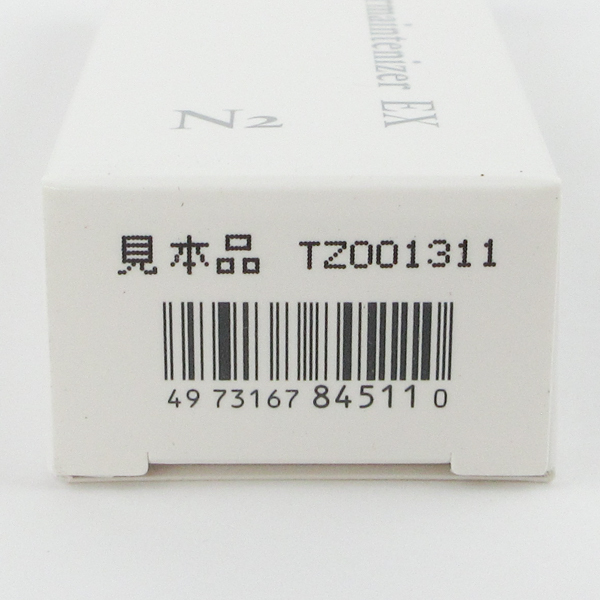 maintenizer EX
N2
見本品 TZ001311
49 73167 84511 0